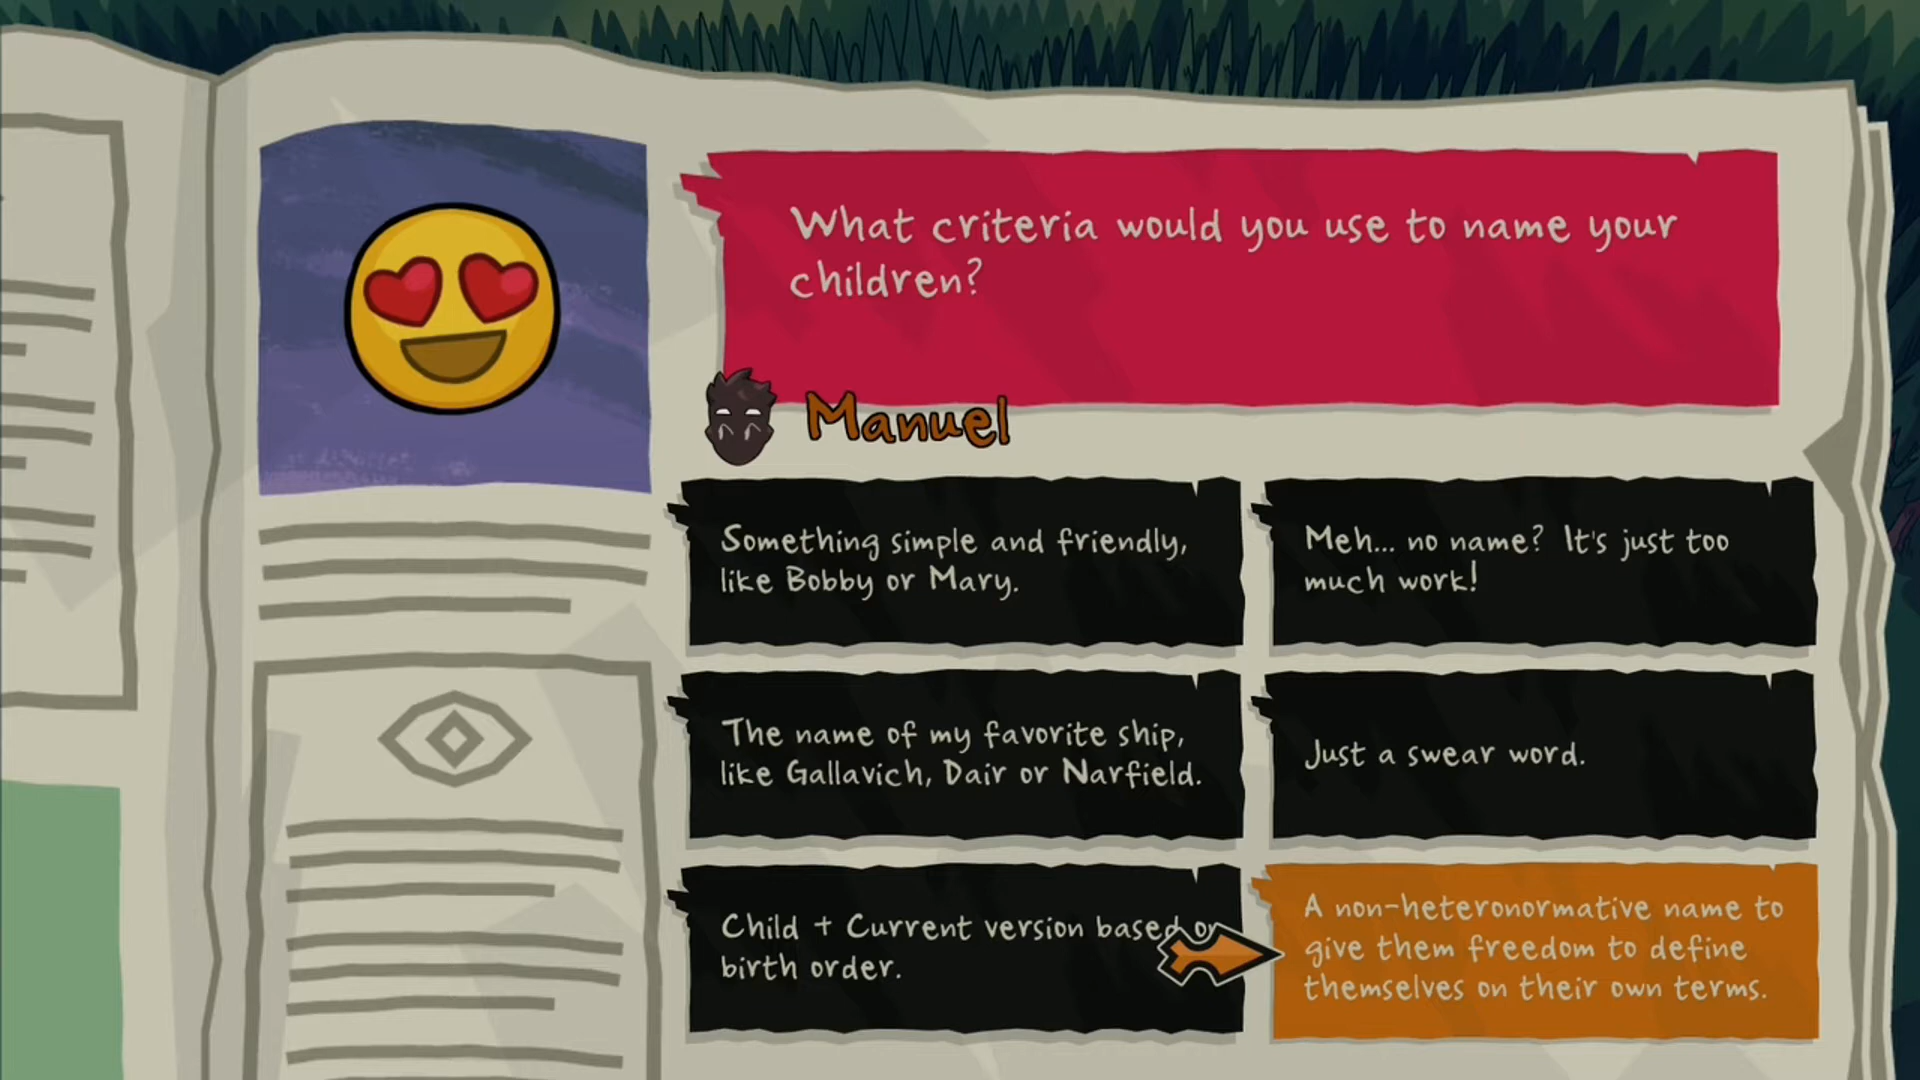 What criteria would you use to name your
children?
Manuel
Something simple and friendly,
like Bobby or Mary.
Meh... no name? It's just too
much work!
The name of my favorite ship,
like Gallavich, Dair or Narfield.
Just a swear word.
Child + Current version based on
birth order.
A non-heteronormative name to
give them freedom to define
themselves on their own terms.